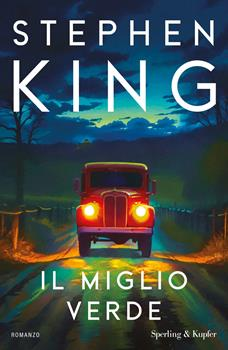 STEPHEN
KING
IL MIGLIO
VERDE
ROMANZO
Sperling & Kupfer